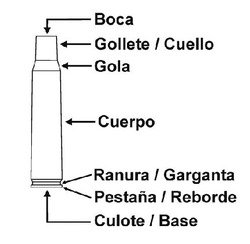 Boca
Gollete / Cuello
Gola
Cuerpo
Ranura / Garganta
Pestaña / Reborde
Culote / Base